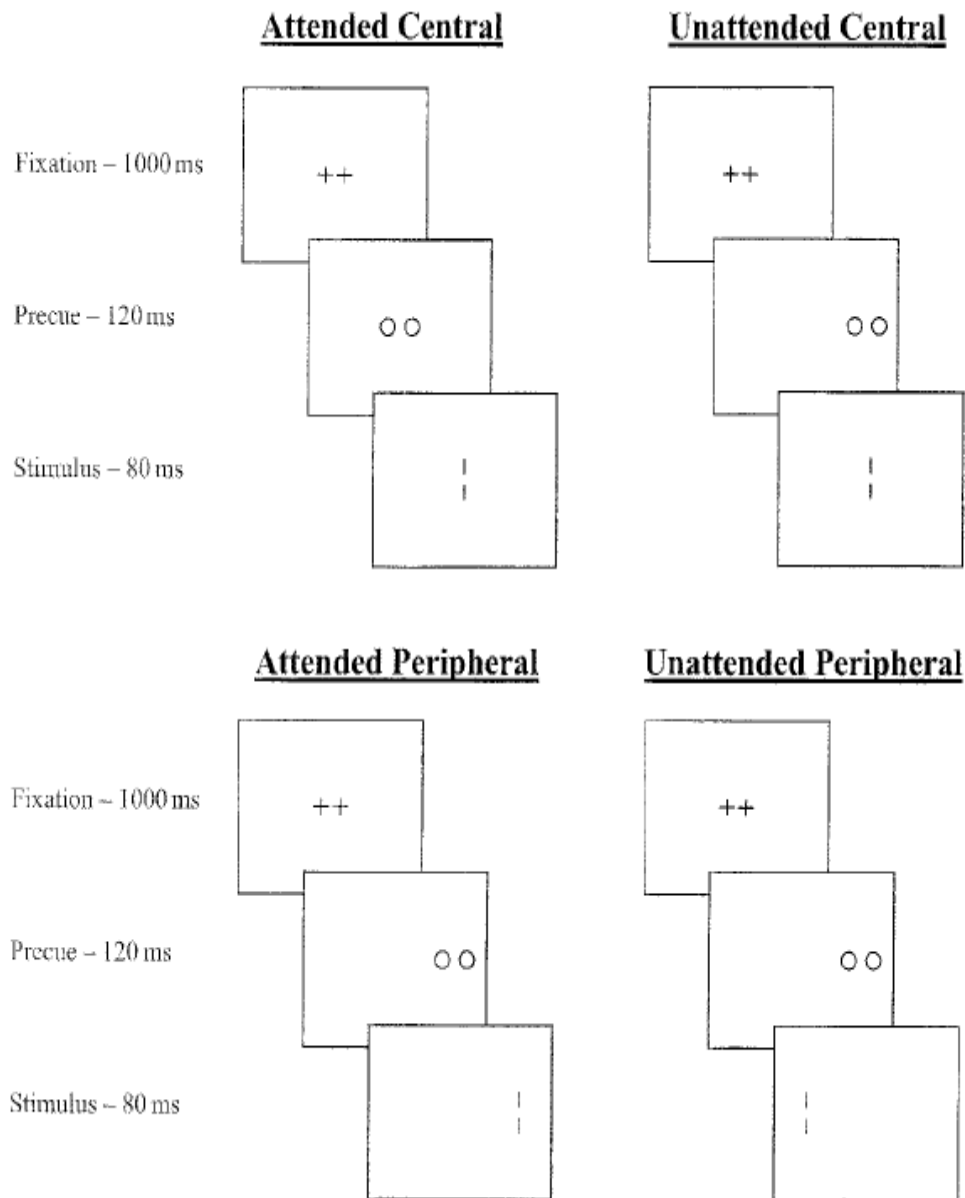 Attended Central Unattended Central
Fixation – 1000 ms
Precue – 120 ms
Stimulus – 80 ms
Attended Peripheral Unattended Peripheral
Fixation – 1000 ms
Precue – 120 ms
Stimulus – 80 ms